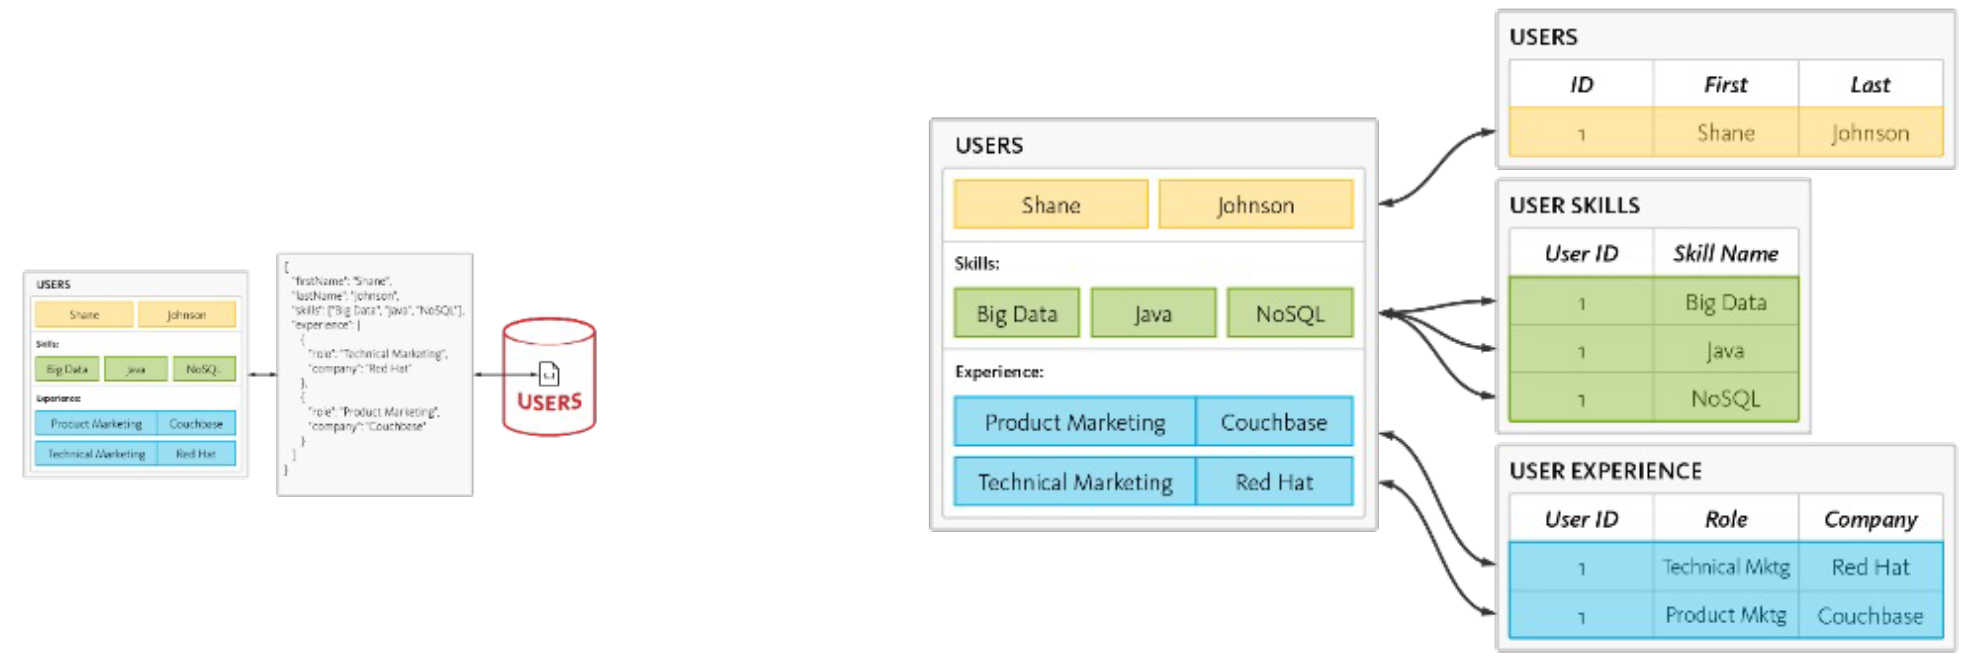 USERS
Shane Johnson
Skills:
Big Data Java NoSQL
Experience:
Product Marketing Couchbase
Technical Marketing Red Hat
{
"firstName": "Shane",
"lastName": "Johnson",
"skills": ["Big Data", "Java", "NoSQL"],
"experience": [
{
"role": "Technical Marketing",
"company": "Red Hat"
},
{
"role": "Product Marketing",
"company": "Couchbase"
}
]
}
USERS
USERS
Shane Johnson
Skills:
Big Data Java NoSQL
Experience:
Product Marketing Couchbase
Technical Marketing Red Hat
USERS
ID First Last
1 Shane Johnson
USER SKILLS
User ID Skill Name
1 Big Data
1 Java
1 NoSQL
USER EXPERIENCE
User ID Role Company
1 Technical Mktg Red Hat
1 Product Mktg Couchbase